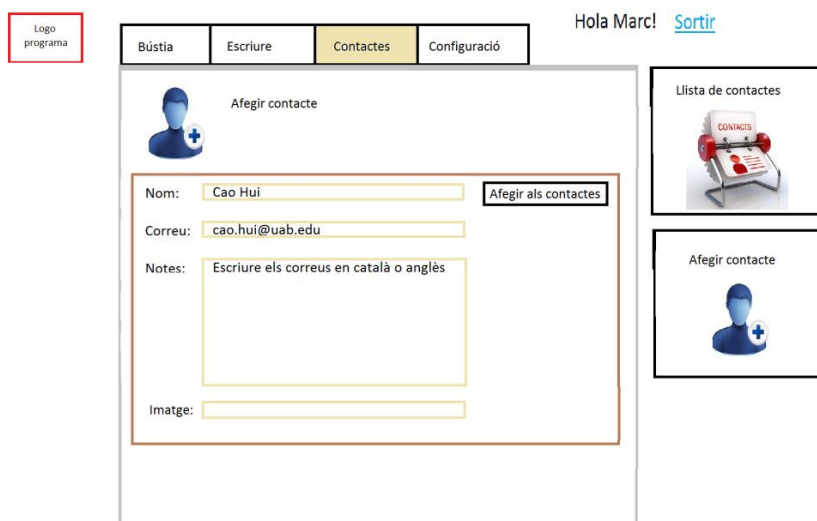 Logo
programa
Hola Marc! Sortir
Bústia Escriure Contactes Configuració
Afegir contacte
Nom: Cao Hui
Afegir als contactes
Correu: cao.hui@uab.edu
Notes: Escriure els correus en català o anglès
Imatge:
Llista de contactes
CONTACTS
Afegir contacte